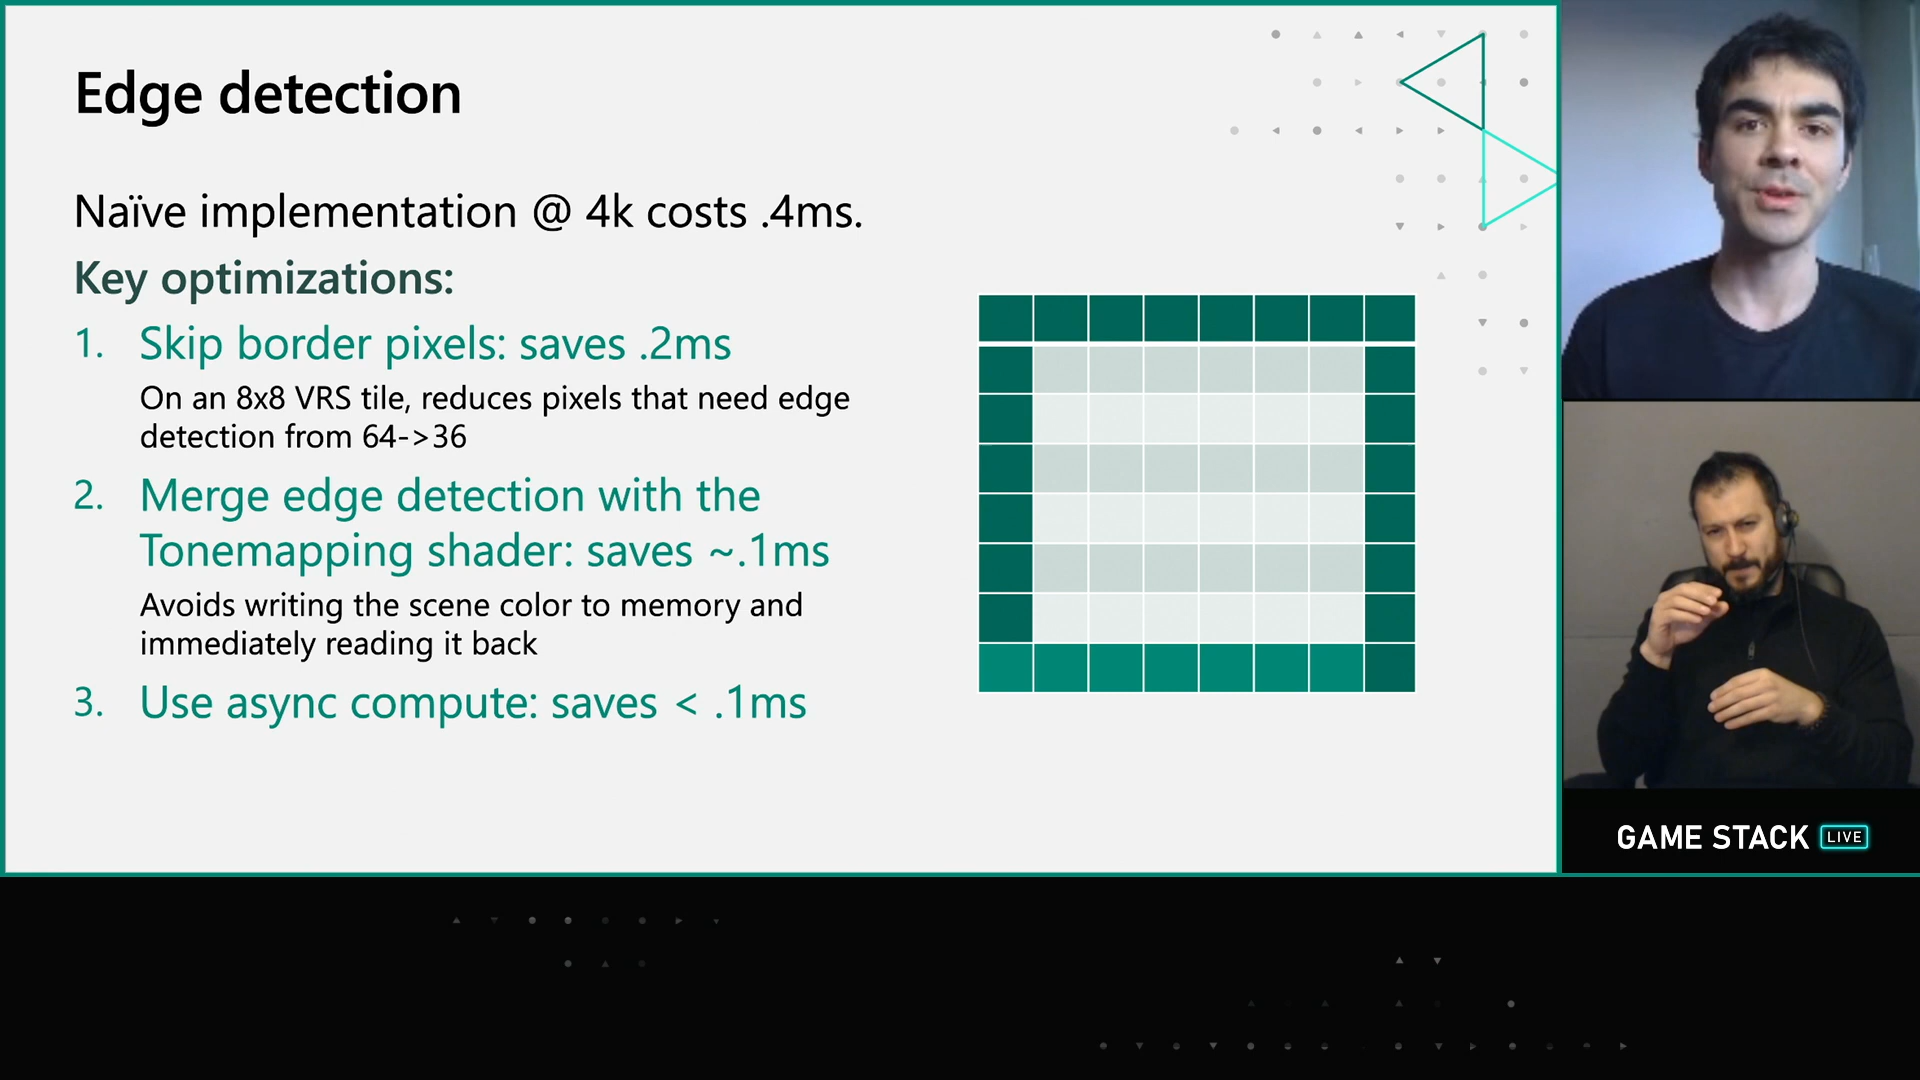 Edge detection
Naïve implementation @ 4k costs .4ms.
Key optimizations:
1. Skip border pixels: saves .2ms
On an 8x8 VRS tile, reduces pixels that need edge
detection from 64->36
2. Merge edge detection with the
Tonemapping shader: saves ~.1ms
Avoids writing the scene color to memory and
immediately reading it back
3. Use async compute: saves < .1ms
GAME STACK LIVE